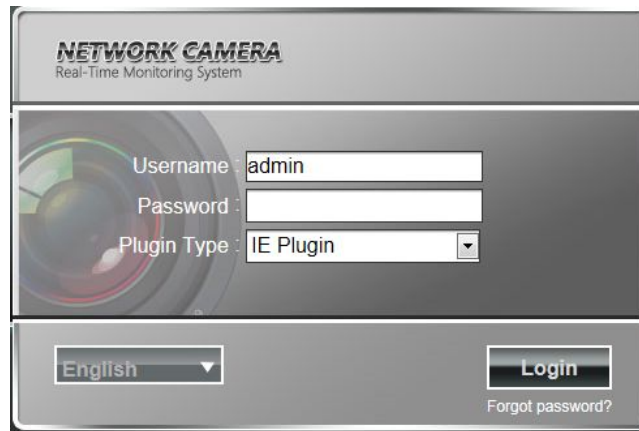 NETWORK CAMERA
Real-Time Monitoring System
Username : admin
Password :
Plugin Type : IE Plugin
English
Login
Forgot password?